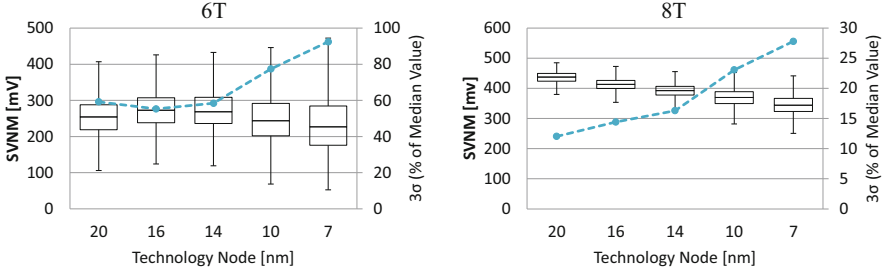 6T
500
400
300
200
100
0
SVNM [mV]
100
80
60
40
20
0
3σ (% of Median Value)
20 16 14 10 7
Technology Node [nm]
8T
600
500
400
300
200
100
0
SVNM [mV]
30
25
20
15
10
5
0
3σ (% of Median Value)
20 16 14 10 7
Technology Node [nm]